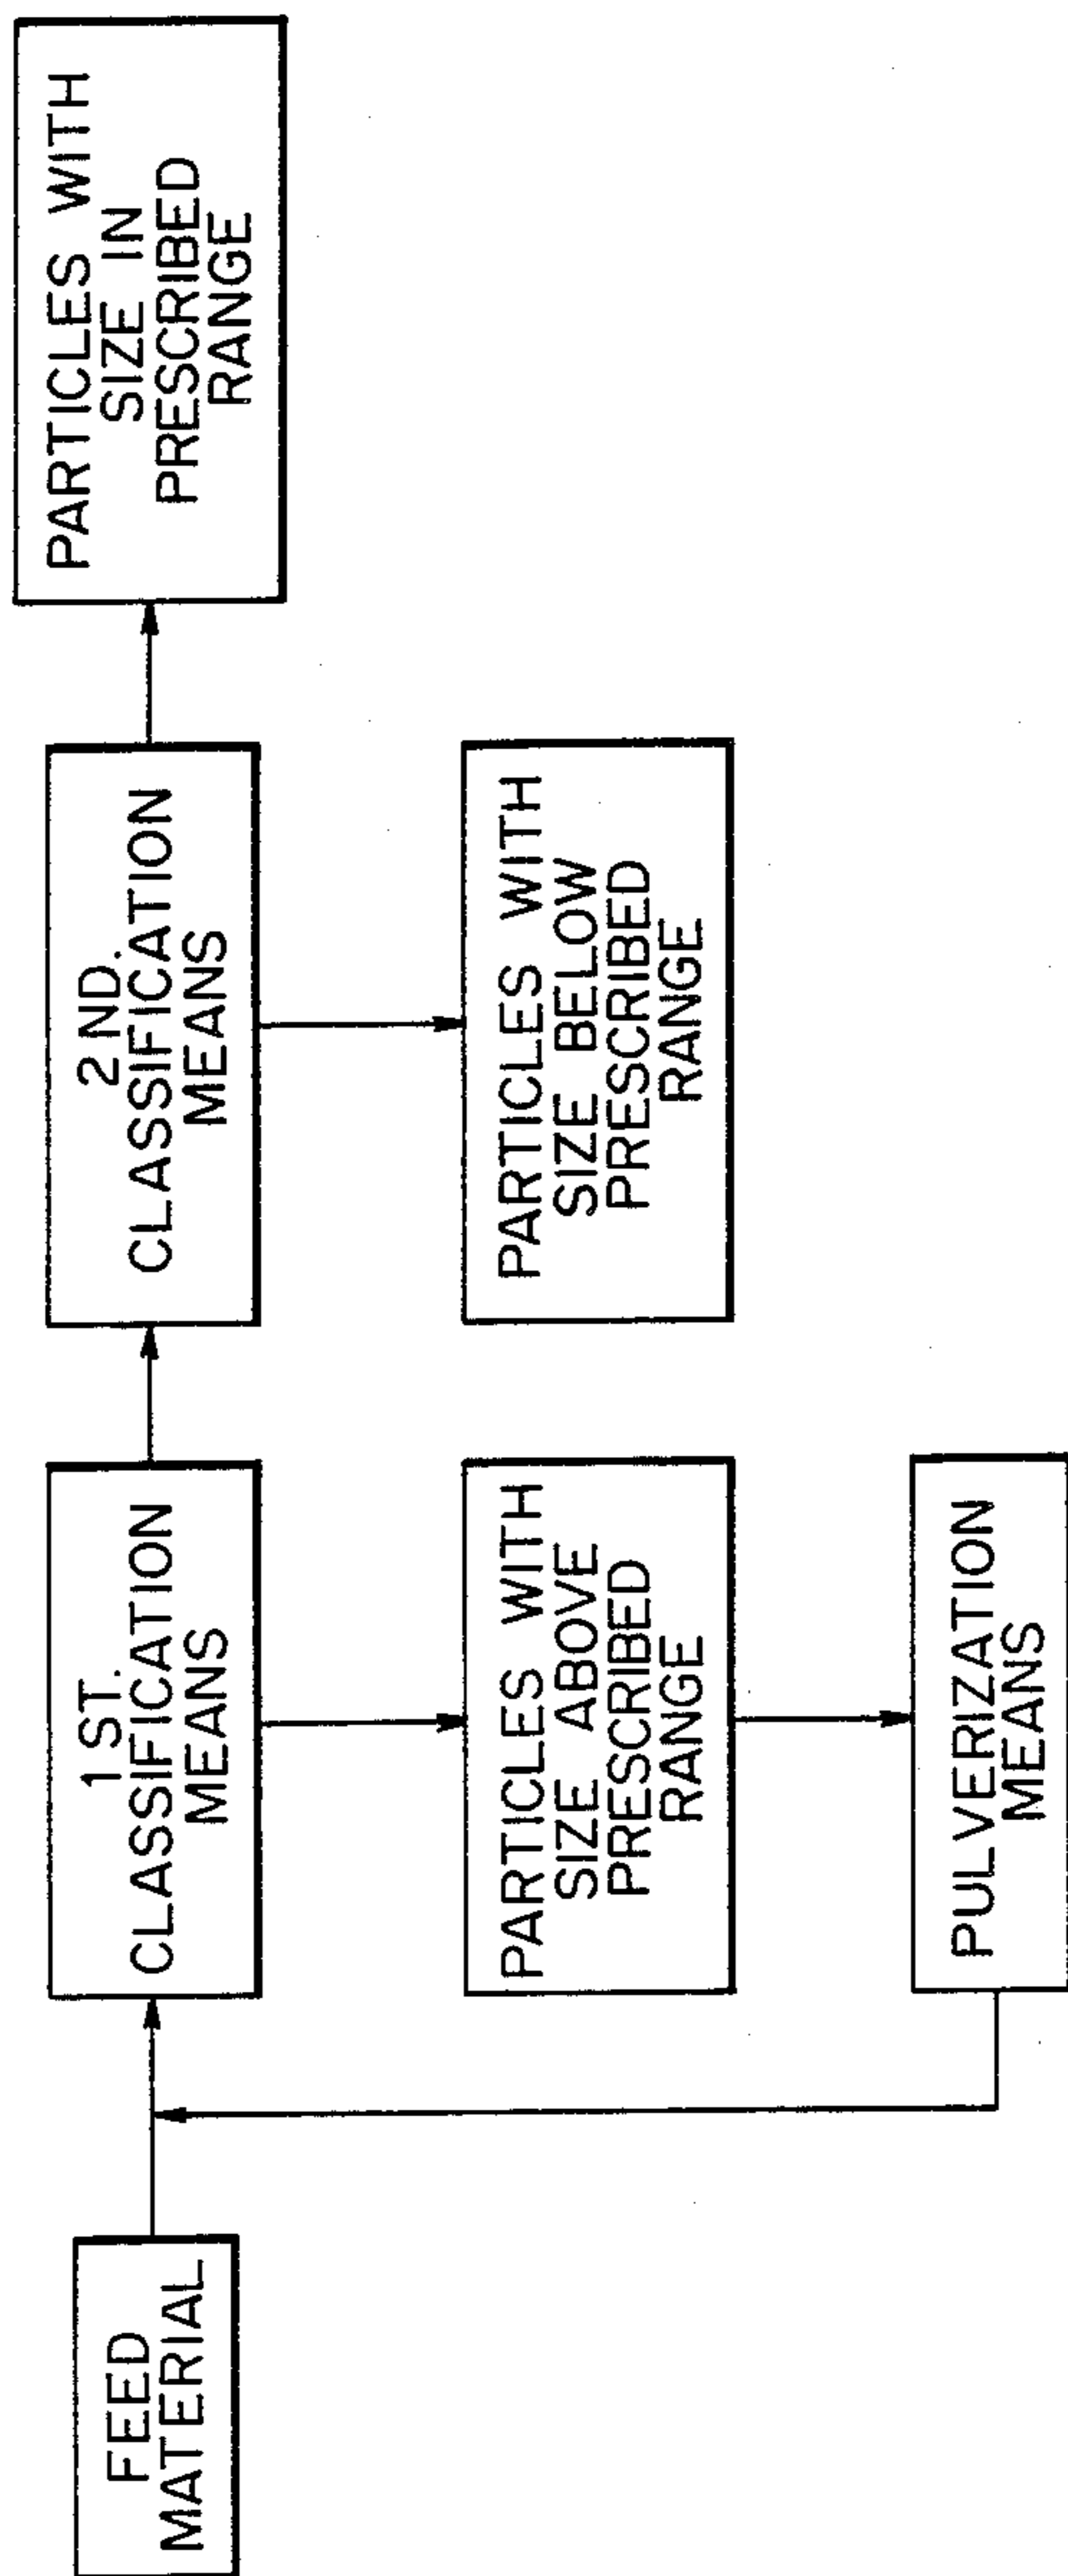 FEED
MATERIAL
1 ST.
CLASSIFICATION
MEANS
2 ND.
CLASSIFICATION
MEANS
PARTICLES WITH
SIZE IN
PRESCRIBED
RANGE
PARTICLES WITH
SIZE ABOVE
PRESCRIBED
RANGE
PARTICLES WITH
SIZE BELOW
PRESCRIBED
RANGE
PULVERIZATION
MEANS